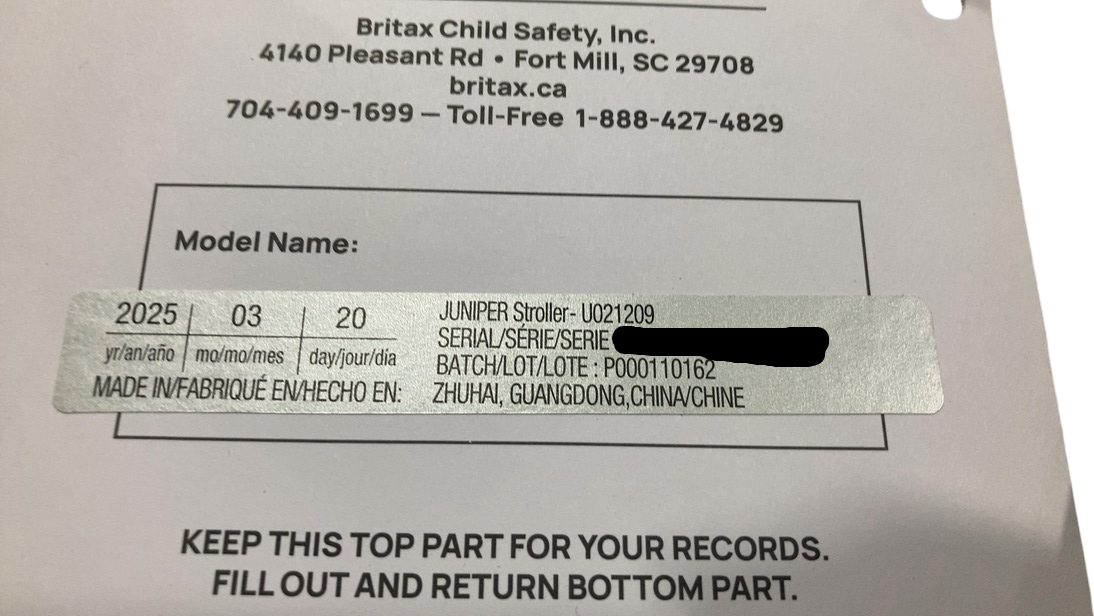 Britax Child Safety, Inc.
4140 Pleasant Rd • Fort Mill, SC 29708
britax.ca
704-409-1699 — Toll-Free 1-888-427-4829
Model Name:
2025 03 20
yr/an/año mo/mo/mes day/jour/día
MADE IN/FABRIQUÉ EN/HECHO EN:
JUNIPER Stroller- U021209
SERIAL/SÉRIE/SERIE
BATCH/LOT/LOTE : P000110162
ZHUHAI, GUANGDONG,CHINA/CHINE
KEEP THIS TOP PART FOR YOUR RECORDS.
FILL OUT AND RETURN BOTTOM PART.